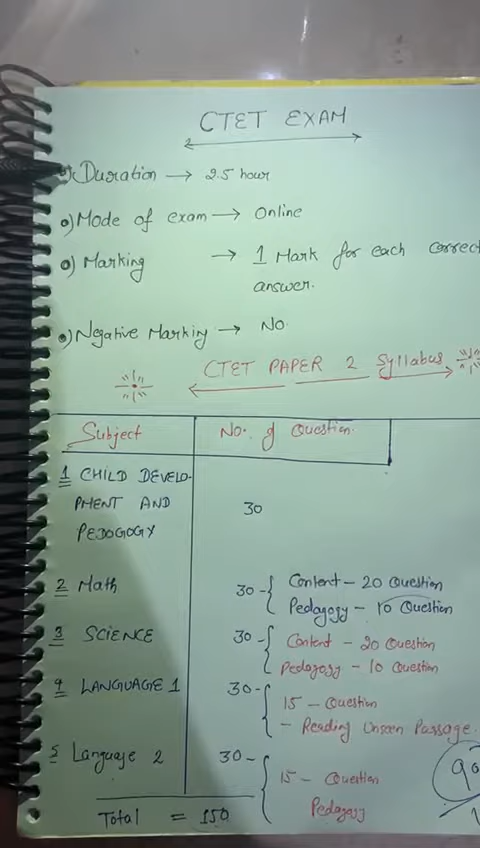 CTET EXAM
o) Duration → 2.5 hour
o) Mode of exam → Online
o) Marking → 1 Mark for each correct
answer.
o) Negative Marking → No.
CTET PAPER 2 Syllabus
Subject No. of Question.
1 CHILD DEVELO-
PMENT AND
PEDOGOGY 30
2 Math 30 - { Content - 20 Question
Pedagogy - 10 Question
3 SCIENCE 30 - { Content - 20 Question
Pedagogy - 10 Question
4 LANGUAGE 1 30 - { 15 - Question
- Reading Unseen Passage.
5 Language 2 30 - { 15 - Question
Pedagogy
Total = 150
90